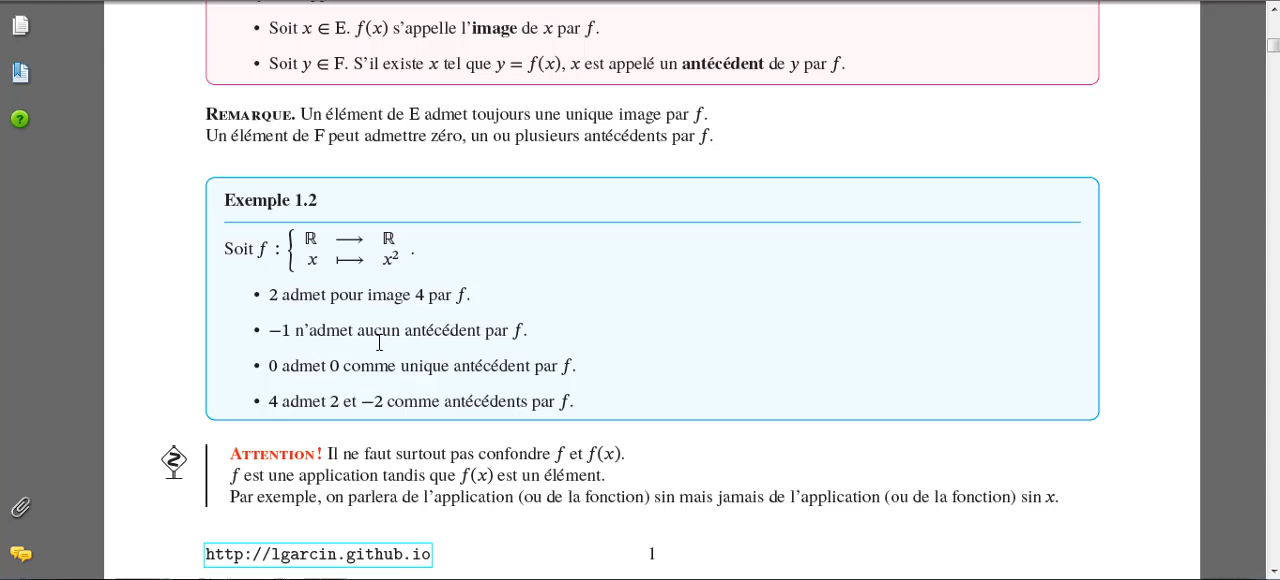 • Soit x ∈ E. f(x) s'appelle l'image de x par f.
• Soit y ∈ F. S'il existe x tel que y = f(x), x est appelé un antécédent de y par f.
REMARQUE. Un élément de E admet toujours une unique image par f.
Un élément de F peut admettre zéro, un ou plusieurs antécédents par f.
Exemple 1.2
Soit f : { ℝ ⟶ ℝ
x ⟼ x² .
• 2 admet pour image 4 par f.
• −1 n'admet aucun antécédent par f.
• 0 admet 0 comme unique antécédent par f.
• 4 admet 2 et −2 comme antécédents par f.
ATTENTION! Il ne faut surtout pas confondre f et f(x).
f est une application tandis que f(x) est un élément.
Par exemple, on parlera de l'application (ou de la fonction) sin mais jamais de l'application (ou de la fonction) sin x.
http://lgarcin.github.io
1